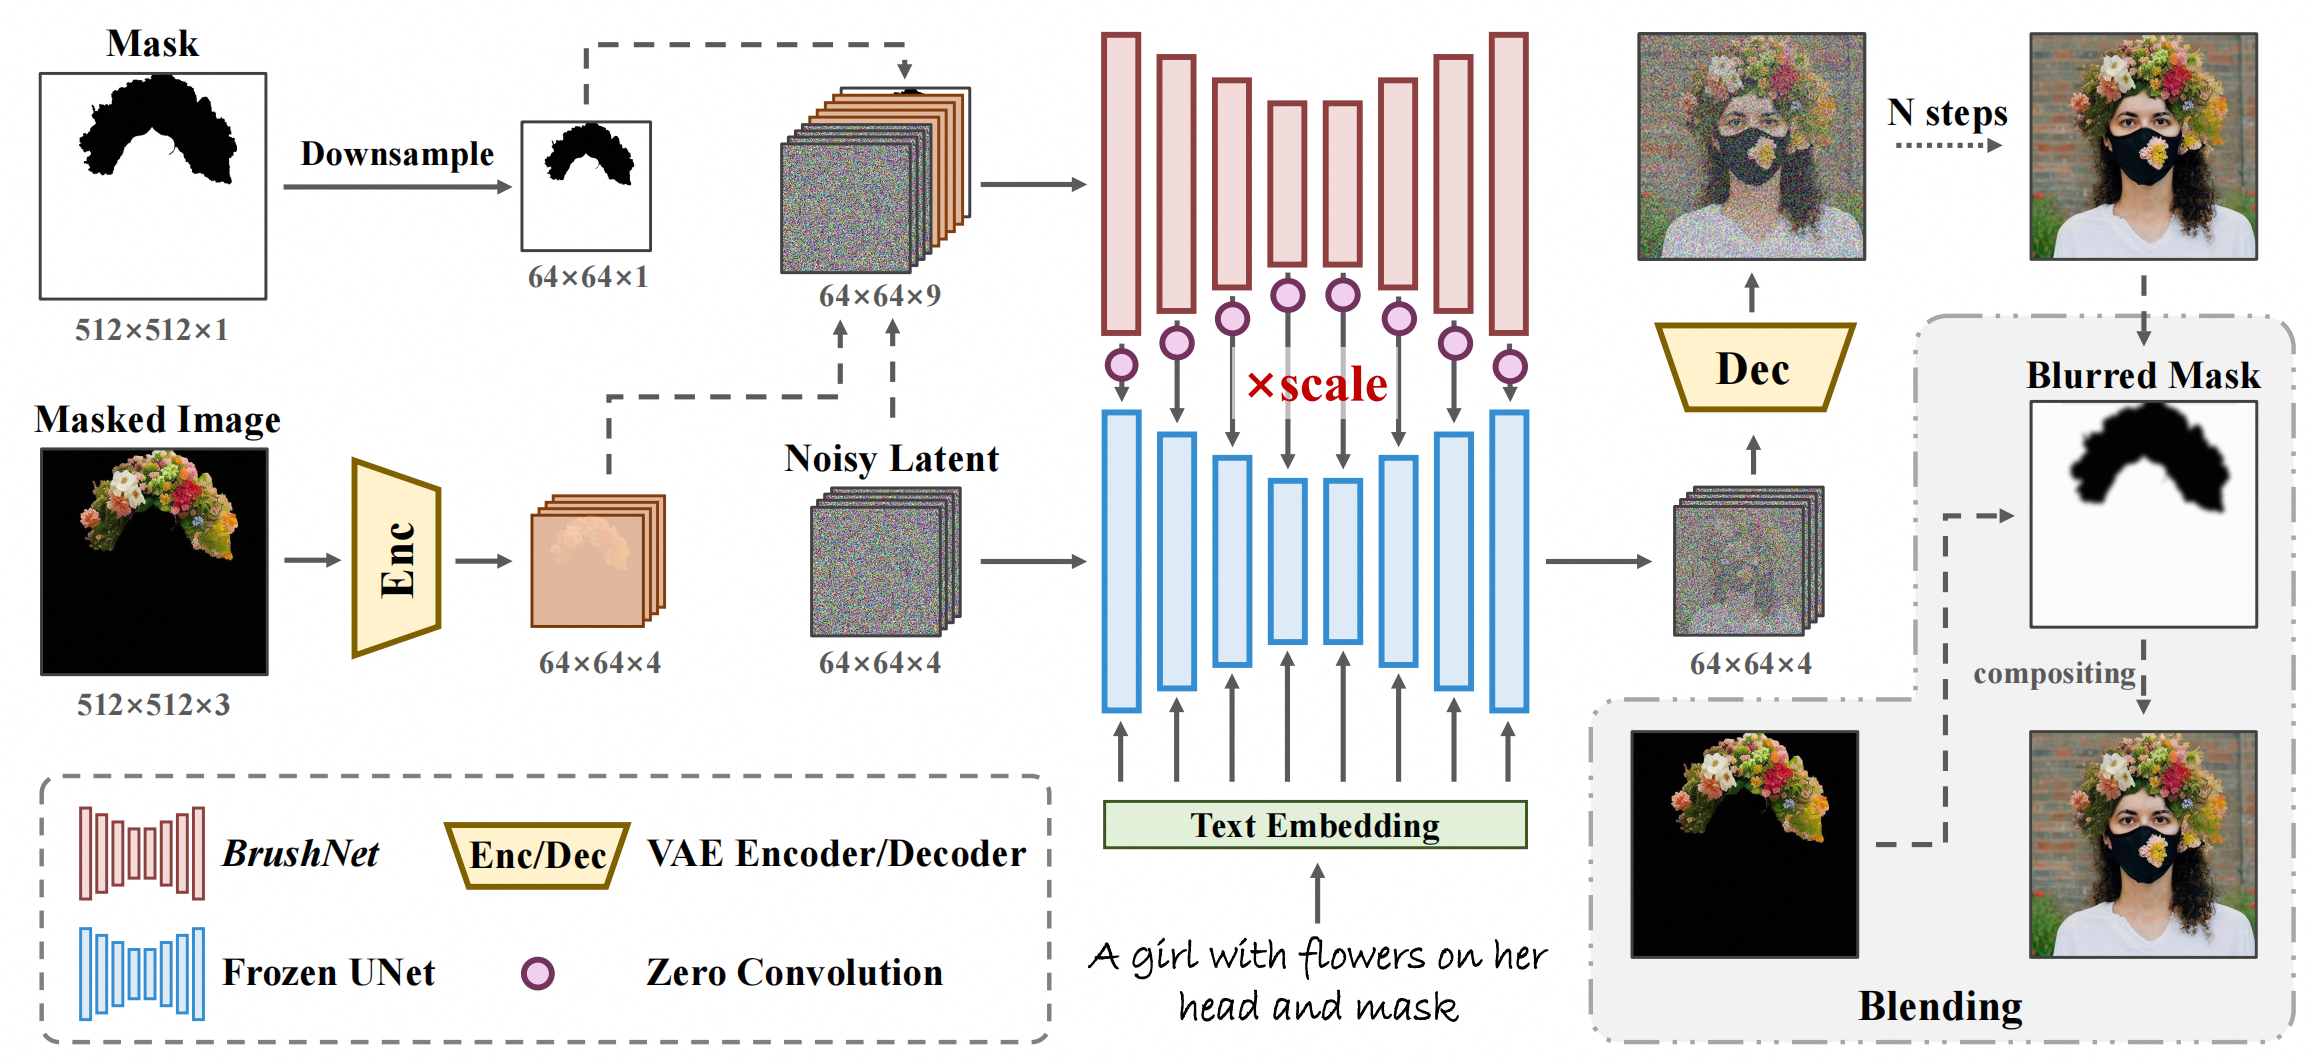 Mask
512×512×1
Downsample
64×64×1
64×64×9
Masked Image
512×512×3
Enc
64×64×4
Noisy Latent
64×64×4
×scale
Text Embedding
A girl with flowers on her
head and mask
64×64×4
Dec
N steps
Blurred Mask
compositing
Blending
BrushNet
Enc/Dec
VAE Encoder/Decoder
Frozen UNet
Zero Convolution